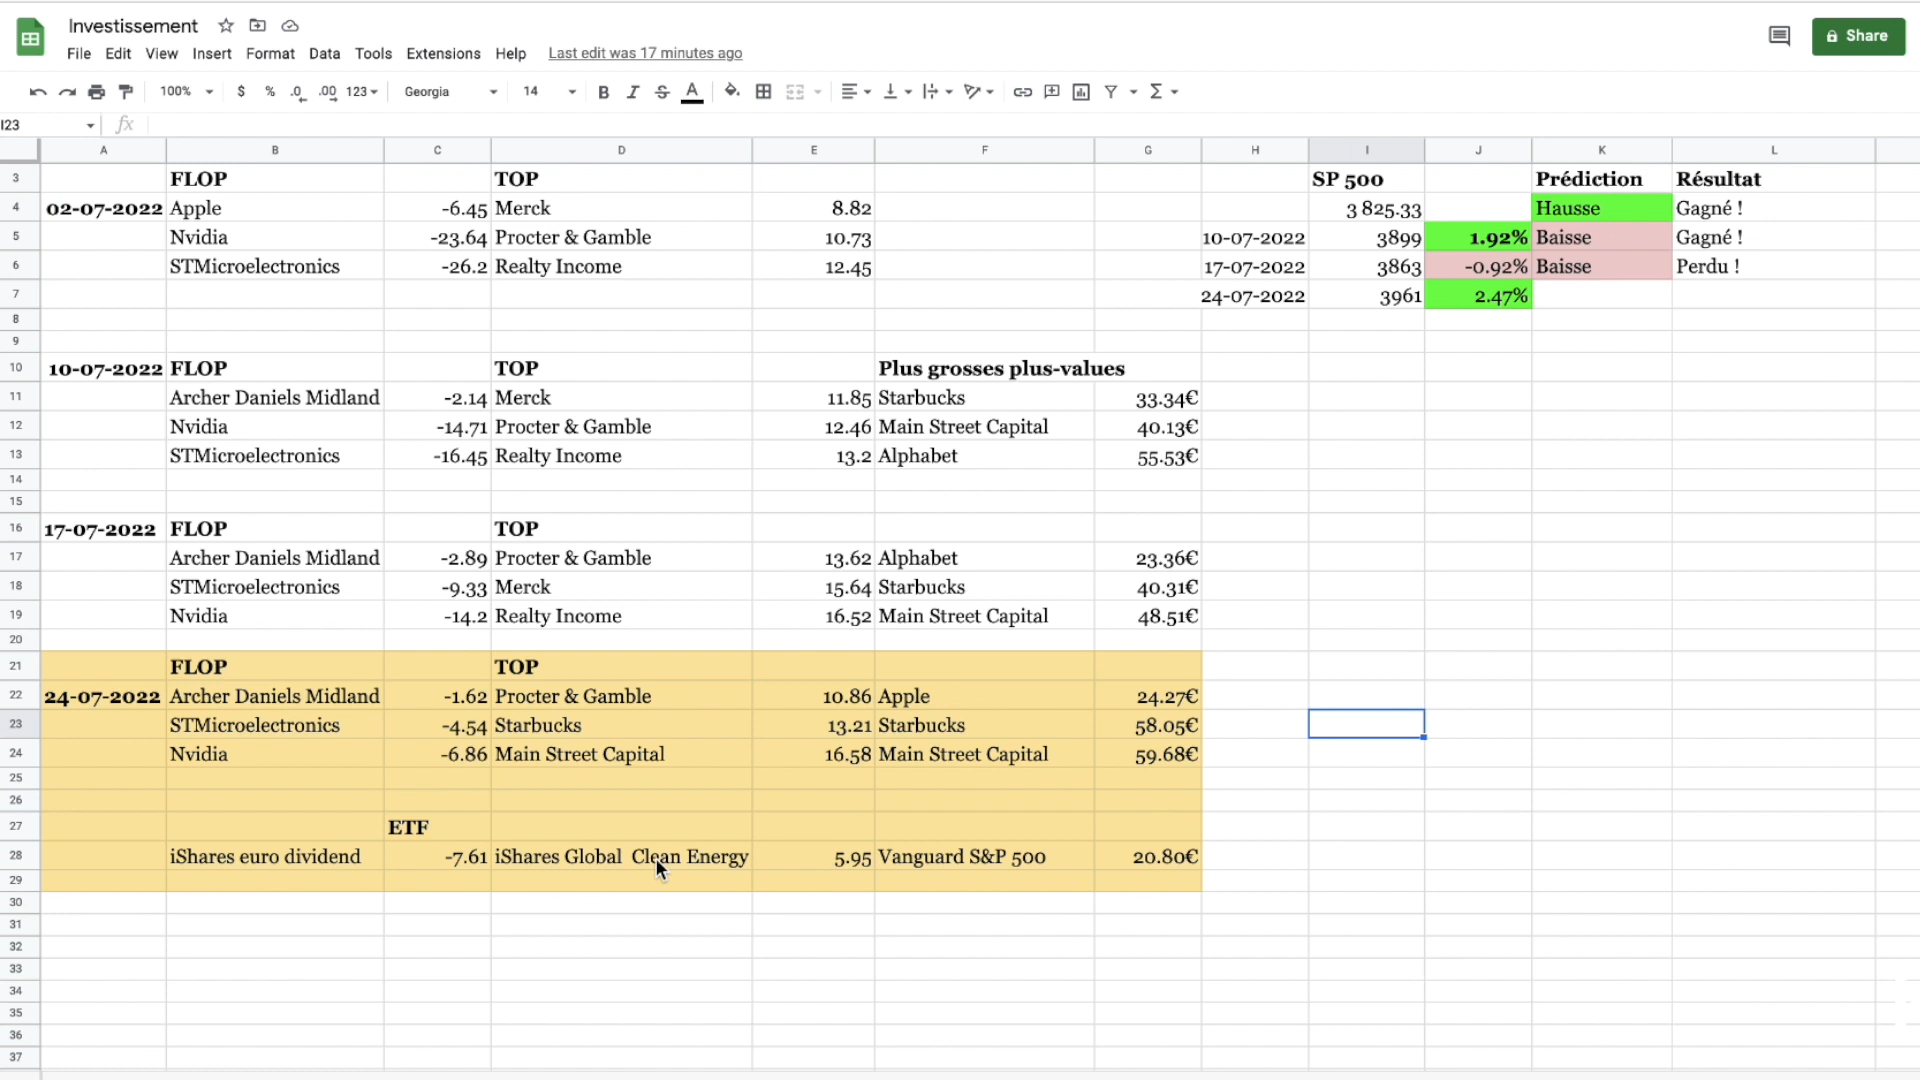 Investissement
File Edit View Insert Format Data Tools Extensions Help Last edit was 17 minutes ago
Share
100% $ % .0 .00 123 Georgia 14 B I S A
I23 fx
A B C D E F G H I J K L
3 FLOP TOP SP 500 Prédiction Résultat
4 02-07-2022 Apple -6.45 Merck 8.82 3 825.33 Hausse Gagné !
5 Nvidia -23.64 Procter & Gamble 10.73 10-07-2022 3899 1.92% Baisse Gagné !
6 STMicroelectronics -26.2 Realty Income 12.45 17-07-2022 3863 -0.92% Baisse Perdu !
7 24-07-2022 3961 2.47%
8
9
10 10-07-2022 FLOP TOP Plus grosses plus-values
11 Archer Daniels Midland -2.14 Merck 11.85 Starbucks 33.34€
12 Nvidia -14.71 Procter & Gamble 12.46 Main Street Capital 40.13€
13 STMicroelectronics -16.45 Realty Income 13.2 Alphabet 55.53€
14
15
16 17-07-2022 FLOP TOP
17 Archer Daniels Midland -2.89 Procter & Gamble 13.62 Alphabet 23.36€
18 STMicroelectronics -9.33 Merck 15.64 Starbucks 40.31€
19 Nvidia -14.2 Realty Income 16.52 Main Street Capital 48.51€
20
21 FLOP TOP
22 24-07-2022 Archer Daniels Midland -1.62 Procter & Gamble 10.86 Apple 24.27€
23 STMicroelectronics -4.54 Starbucks 13.21 Starbucks 58.05€
24 Nvidia -6.86 Main Street Capital 16.58 Main Street Capital 59.68€
25
26
27 ETF
28 iShares euro dividend -7.61 iShares Global Clean Energy 5.95 Vanguard S&P 500 20.80€
29
30
31
32
33
34
35
36
37